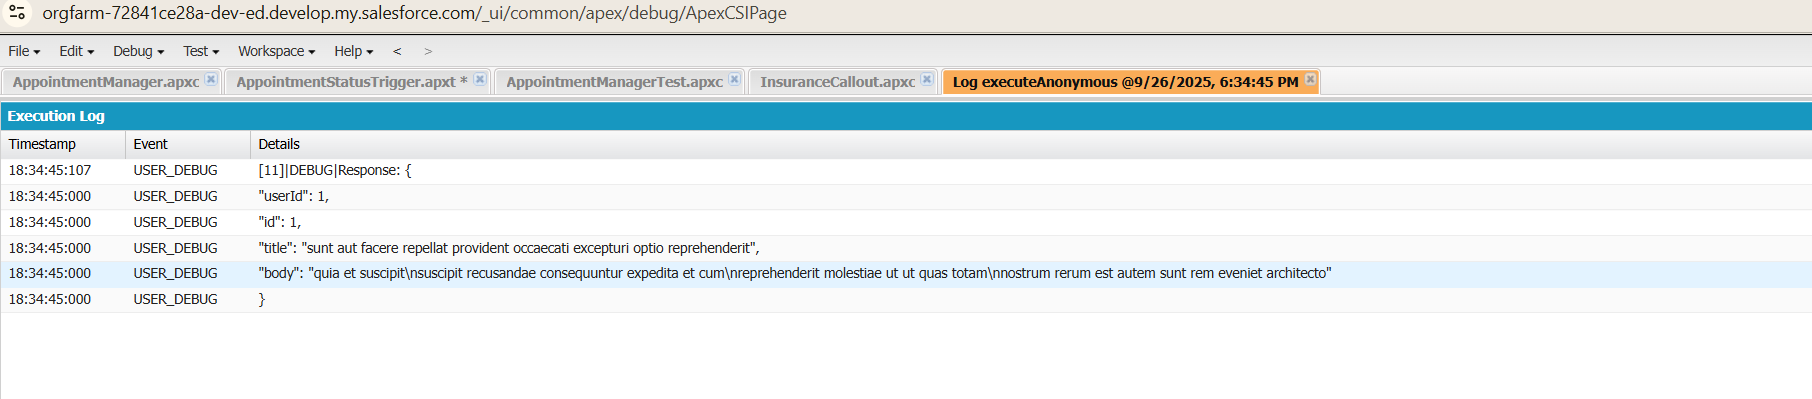 orgfarm-72841ce28a-dev-ed.develop.my.salesforce.com/_ui/common/apex/debug/ApexCSIPage
File Edit Debug Test Workspace Help < >
AppointmentManager.apxc AppointmentStatusTrigger.apxt * AppointmentManagerTest.apxc InsuranceCallout.apxc Log executeAnonymous @9/26/2025, 6:34:45 PM
Execution Log
Timestamp Event Details
18:34:45:107 USER_DEBUG [11]|DEBUG|Response: {
18:34:45:000 USER_DEBUG "userId": 1,
18:34:45:000 USER_DEBUG "id": 1,
18:34:45:000 USER_DEBUG "title": "sunt aut facere repellat provident occaecati excepturi optio reprehenderit",
18:34:45:000 USER_DEBUG "body": "quia et suscipit\nsuscipit recusandae consequuntur expedita et cum\nreprehenderit molestiae ut ut quas totam\nnostrum rerum est autem sunt rem eveniet architecto"
18:34:45:000 USER_DEBUG }